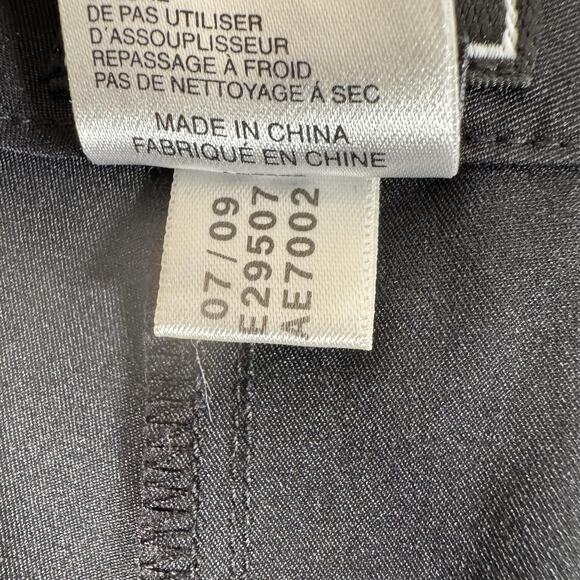 DE PAS UTILISER
D'ASSOUPLISSEUR
REPASSAGE À FROID
PAS DE NETTOYAGE À SEC
MADE IN CHINA
FABRIQUÉ EN CHINE
07/09
E29507
AE7002